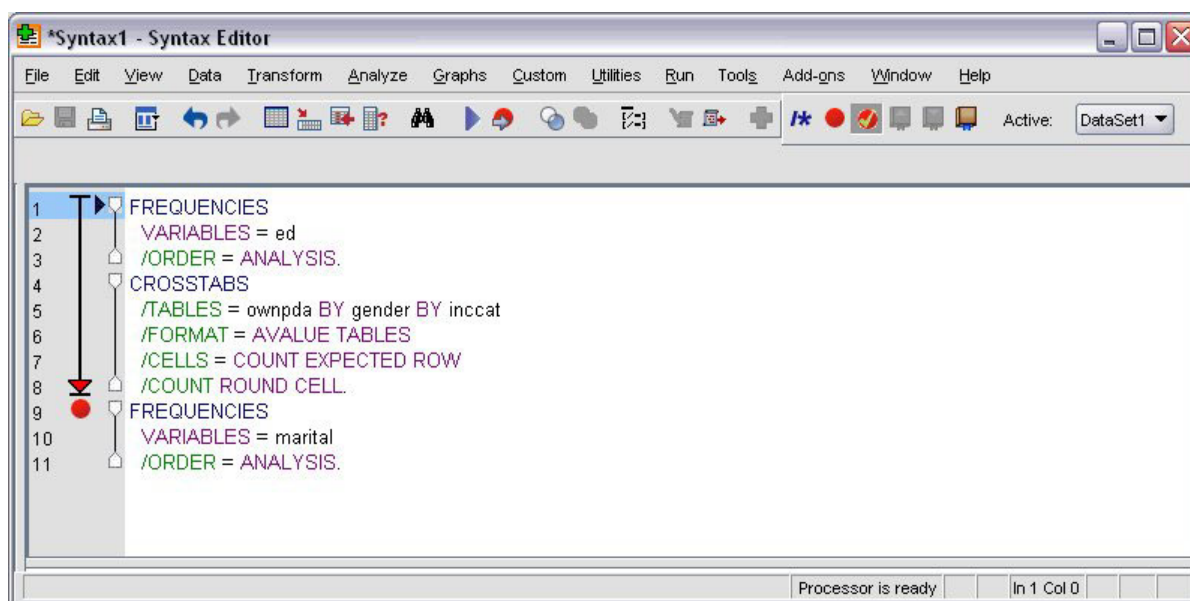 *Syntax1 - Syntax Editor
File Edit View Data Transform Analyze Graphs Custom Utilities Run Tools Add-ons Window Help
/* Active: DataSet1
1 FREQUENCIES
2 VARIABLES = ed
3 /ORDER = ANALYSIS.
4 CROSSTABS
5 /TABLES = ownpda BY gender BY inccat
6 /FORMAT = AVALUE TABLES
7 /CELLS = COUNT EXPECTED ROW
8 /COUNT ROUND CELL.
9 FREQUENCIES
10 VARIABLES = marital
11 /ORDER = ANALYSIS.
Processor is ready In 1 Col 0